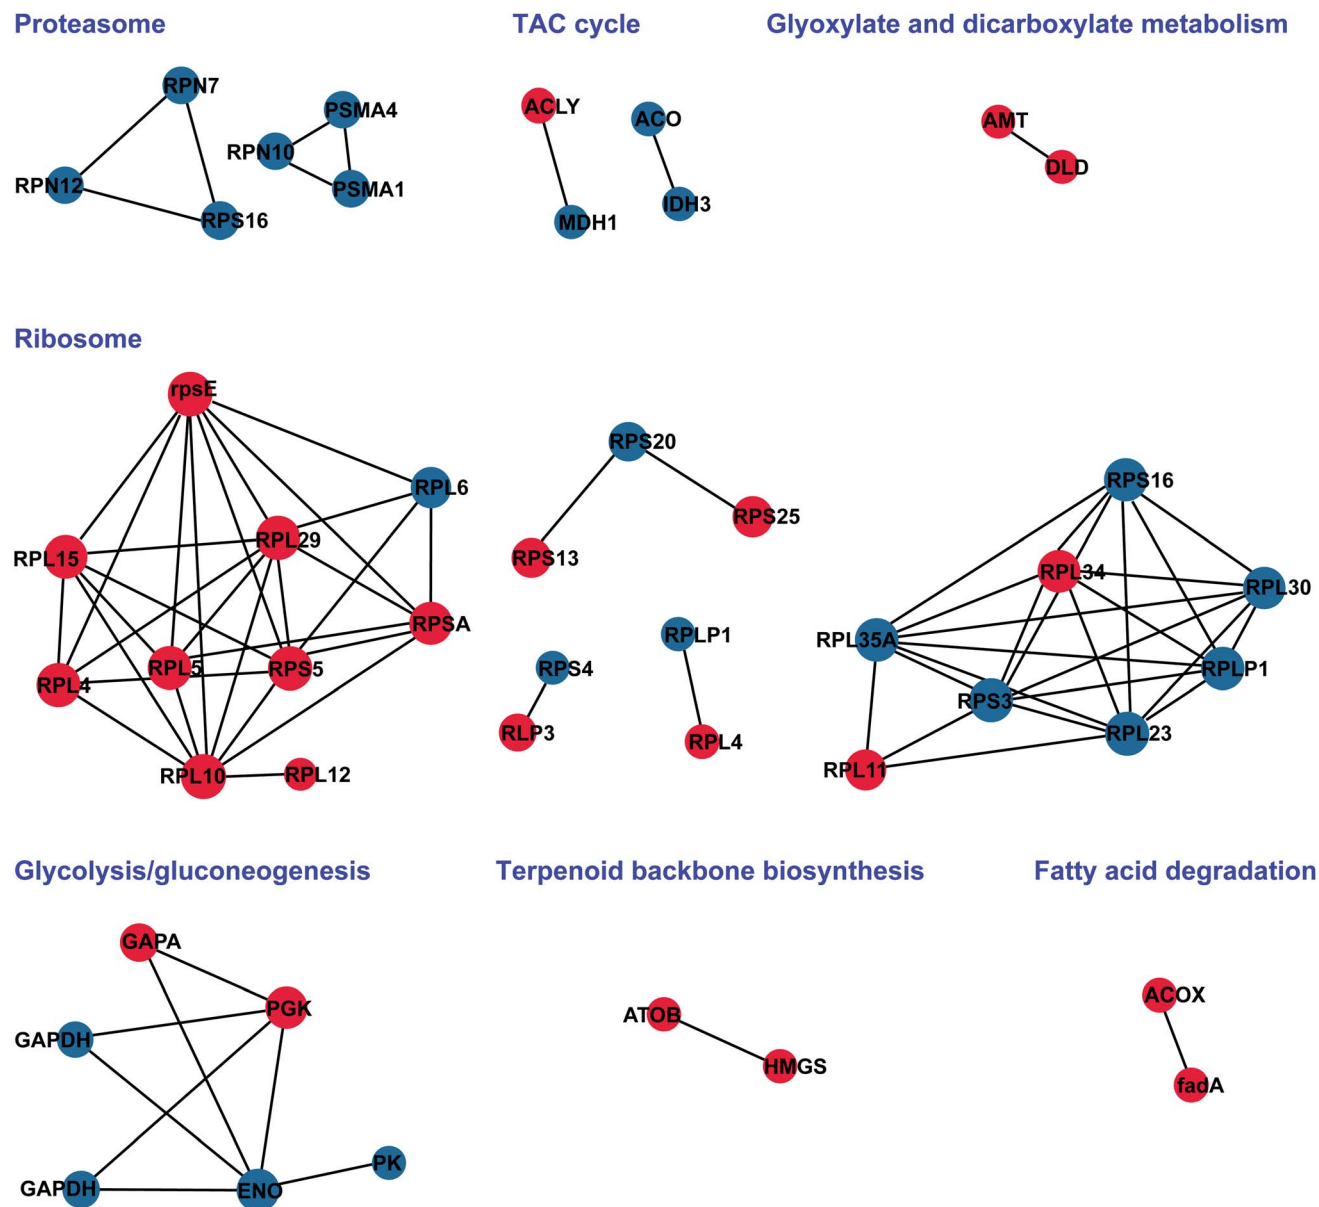 Proteasome
TAC cycle
Glyoxylate and dicarboxylate metabolism
RPN7
PSMA4
RPN10
PSMA1
RPN12
RPS16
ACLY
ACO
MDH1
IDH3
AMT
DLD
Ribosome
rpsE
RPL6
RPL29
RPL15
RPSA
RPL5
RPS5
RPL4
RPL10
RPL12
RPS20
RPS25
RPS13
RPS4
RLP3
RPLP1
RPL4
RPS16
RPL34
RPL30
RPL35A
RPLP1
RPS3
RPL23
RPL11
Glycolysis/gluconeogenesis
Terpenoid backbone biosynthesis
Fatty acid degradation
GAPA
PGK
GAPDH
PK
GAPDH
ENO
ATOB
HMGS
ACOX
fadA